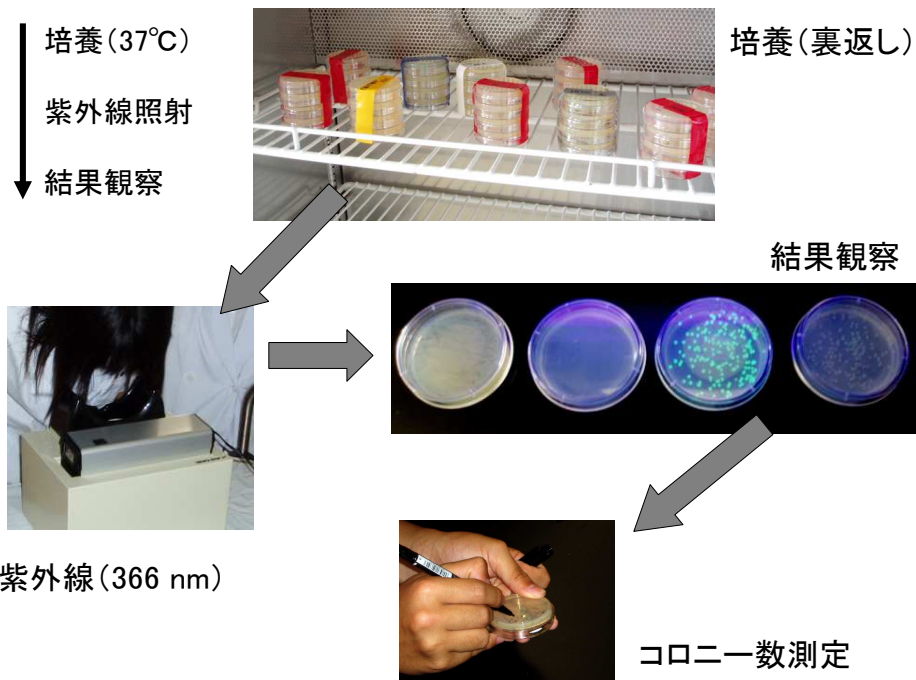 培養(37℃)
紫外線照射
結果観察
培養(裏返し)
結果観察
紫外線(366 nm)
コロニー数測定